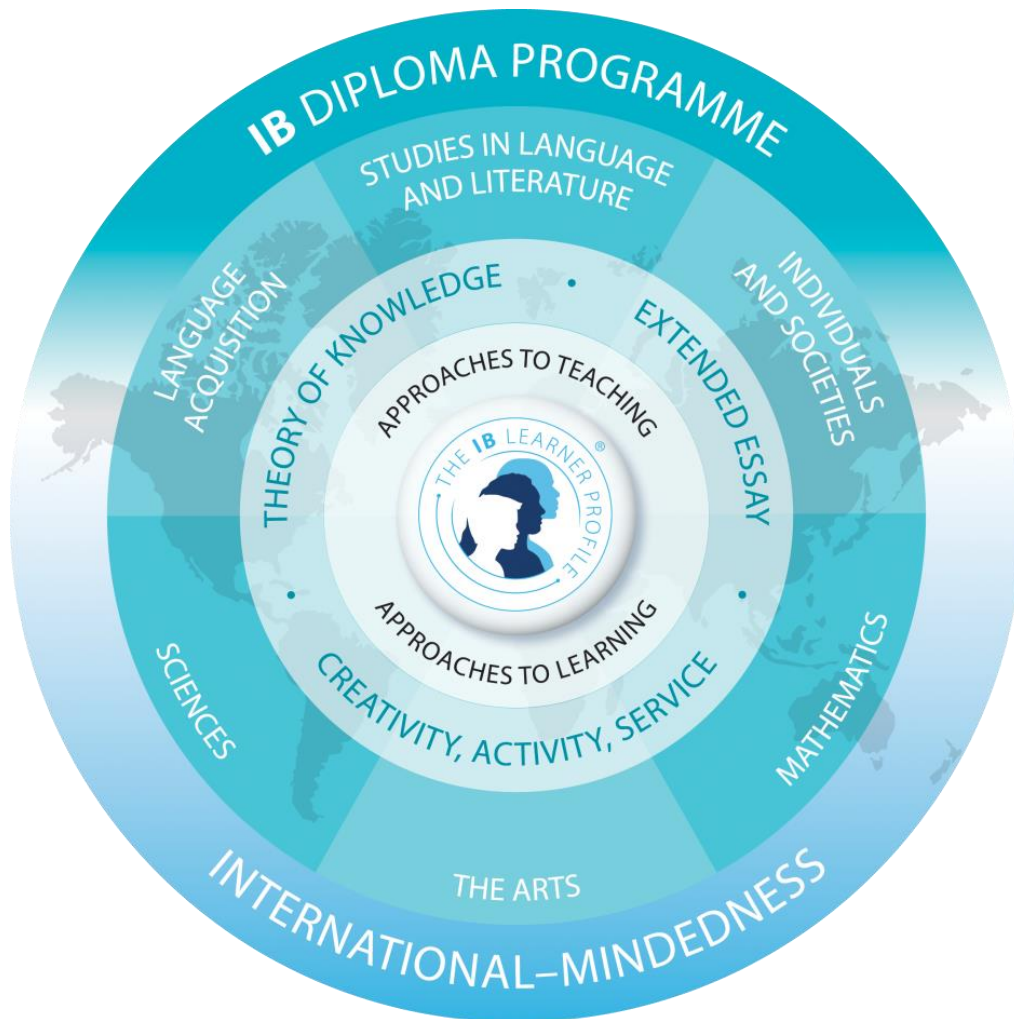 IB DIPLOMA PROGRAMME
STUDIES IN LANGUAGE
AND LITERATURE
LANGUAGE
ACQUISITION
INDIVIDUALS
AND SOCIETIES
THEORY OF KNOWLEDGE
•
EXTENDED ESSAY
APPROACHES TO TEACHING
• THE IB LEARNER PROFILE • ®
APPROACHES TO LEARNING
•
CREATIVITY, ACTIVITY, SERVICE
•
SCIENCES
MATHEMATICS
THE ARTS
INTERNATIONAL–MINDEDNESS